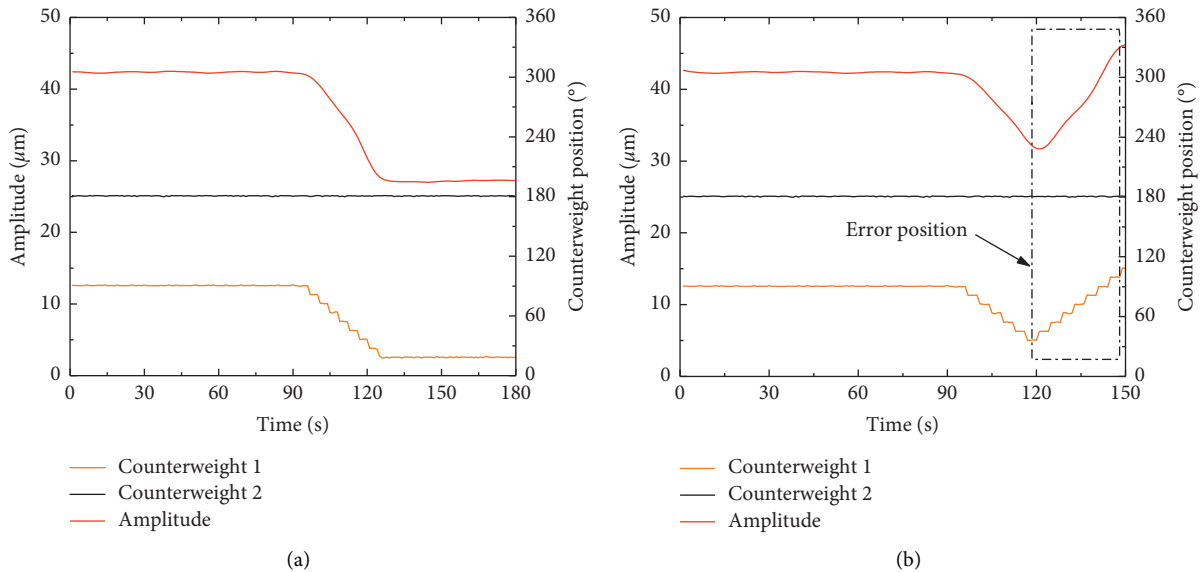 50
40
30
20
10
0
Amplitude (μm)
360
300
240
180
120
60
0
Counterweight position (°)
0 30 60 90 120 150 180
Time (s)
Counterweight 1
Counterweight 2
Amplitude
(a)
50
40
30
20
10
0
Amplitude (μm)
Error position
360
300
240
180
120
60
0
Counterweight position (°)
0 30 60 90 120 150
Time (s)
Counterweight 1
Counterweight 2
Amplitude
(b)